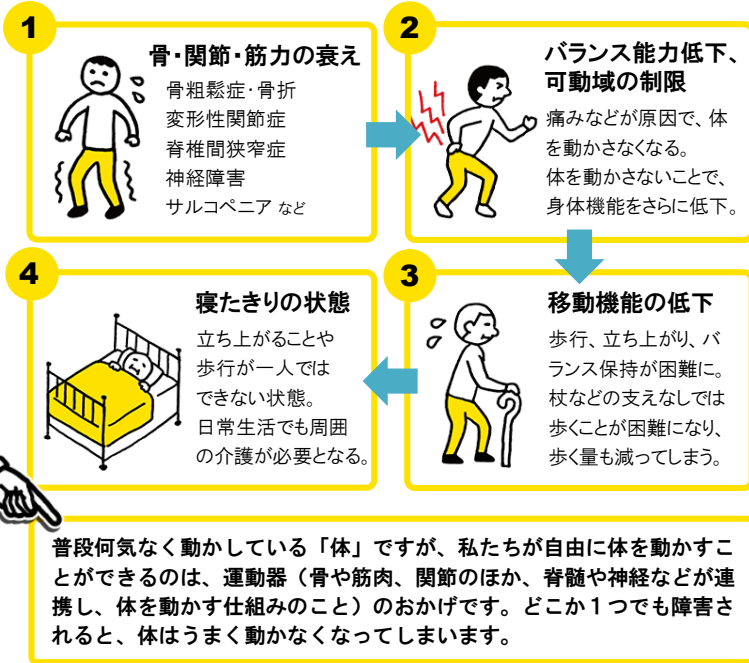 1
骨・関節・筋力の衰え
骨粗鬆症・骨折
変形性関節症
脊椎間狭窄症
神経障害
サルコペニア など
2
バランス能力低下、
可動域の制限
痛みなどが原因で、体
を動かさなくなる。
体を動かさないことで、
身体機能をさらに低下。
3
移動機能の低下
歩行、立ち上がり、バ
ランス保持が困難に。
杖などの支えなしでは
歩くことが困難になり、
歩く量も減ってしまう。
4
寝たきりの状態
立ち上がることや
歩行が一人では
できない状態。
日常生活でも周囲
の介護が必要となる。
普段何気なく動かしている「体」ですが、私たちが自由に体を動かすこ
とができるのは、運動器（骨や筋肉、関節のほか、脊髄や神経などが連
携し、体を動かす仕組みのこと）のおかげです。どこか１つでも障害さ
れると、体はうまく動かなくなってしまいます。